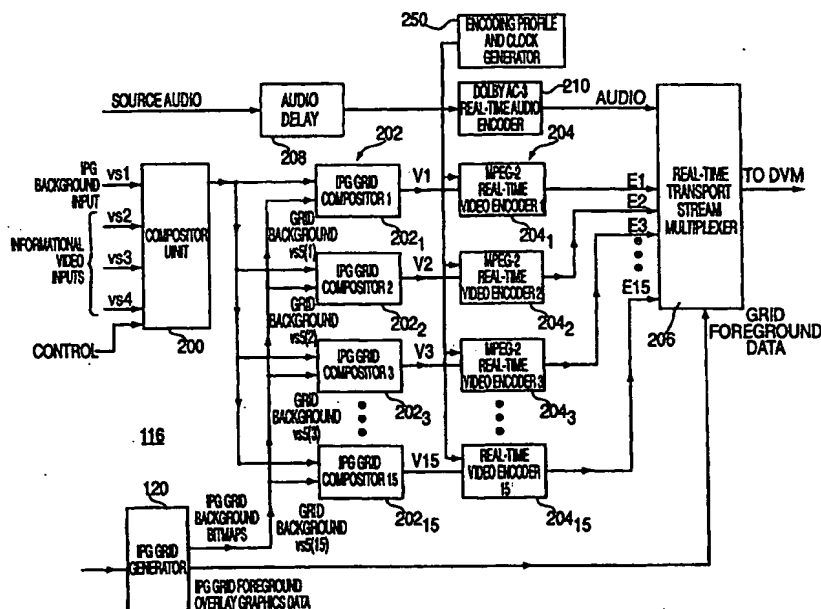 250
ENCODING PROFILE
AND CLOCK
GENERATOR
210
SOURCE AUDIO
AUDIO
DELAY
208
DOLBY AC-3
REAL-TIME AUDIO
ENCODER
AUDIO
202
204
IPG
BACKGROUND
INPUT
vs1
INFORMATIONAL
VIDEO
INPUTS
vs2
vs3
vs4
CONTROL
COMPOSITOR
UNIT
200
IPG GRID
COMPOSITOR 1
202₁
V1
MPEG-2
REAL-TIME
VIDEO ENCODER 1
204₁
E1
E2
E3
E15
REAL-TIME
TRANSPORT
STREAM
MULTIPLEXER
TO DVM
206
GRID
FOREGROUND
DATA
GRID
BACKGROUND
vs5(1)
IPG GRID
COMPOSITOR 2
202₂
V2
MPEG-2
REAL-TIME
VIDEO ENCODER 2
204₂
GRID
BACKGROUND
vs5(2)
IPG GRID
COMPOSITOR 3
202₃
V3
MPEG-2
REAL-TIME
VIDEO ENCODER 3
204₃
GRID
BACKGROUND
vs5(3)
IPG GRID
COMPOSITOR 15
202₁₅
V15
REAL-TIME
VIDEO ENCODER
15
204₁₅
GRID
BACKGROUND
vs5(15)
116
120
IPG GRID
GENERATOR
IPG GRID
BACKGROUND
BITMAPS
IPG GRID FOREGROUND
OVERLAY GRAPHICS DATA